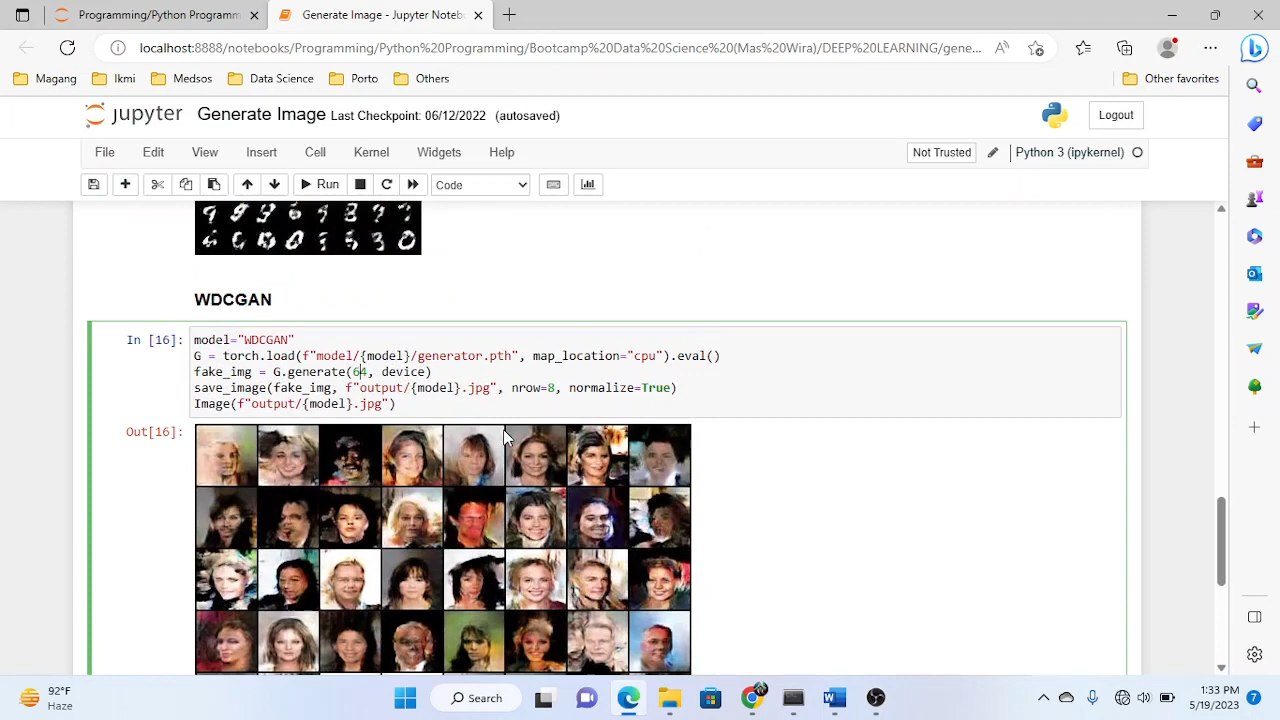 Programming/Python Programm
Generate Image - Jupyter Noteb
localhost:8888/notebooks/Programming/Python%20Programming/Bootcamp%20Data%20Science%20(Mas%20Wira)/DEEP%20LEARNING/gene...
Magang
Ikmi
Medsos
Data Science
Porto
Others
Other favorites
jupyter Generate Image Last Checkpoint: 06/12/2022 (autosaved)
Logout
File Edit View Insert Cell Kernel Widgets Help
Not Trusted
Python 3 (ipykernel)
Run
Code
WDCGAN
In [16]:
model="WDCGAN"
G = torch.load(f"model/{model}/generator.pth", map_location="cpu").eval()
fake_img = G.generate(64, device)
save_image(fake_img, f"output/{model}.jpg", nrow=8, normalize=True)
Image(f"output/{model}.jpg")
Out[16]:
92°F
Haze
Search
1:33 PM
5/19/2023
7